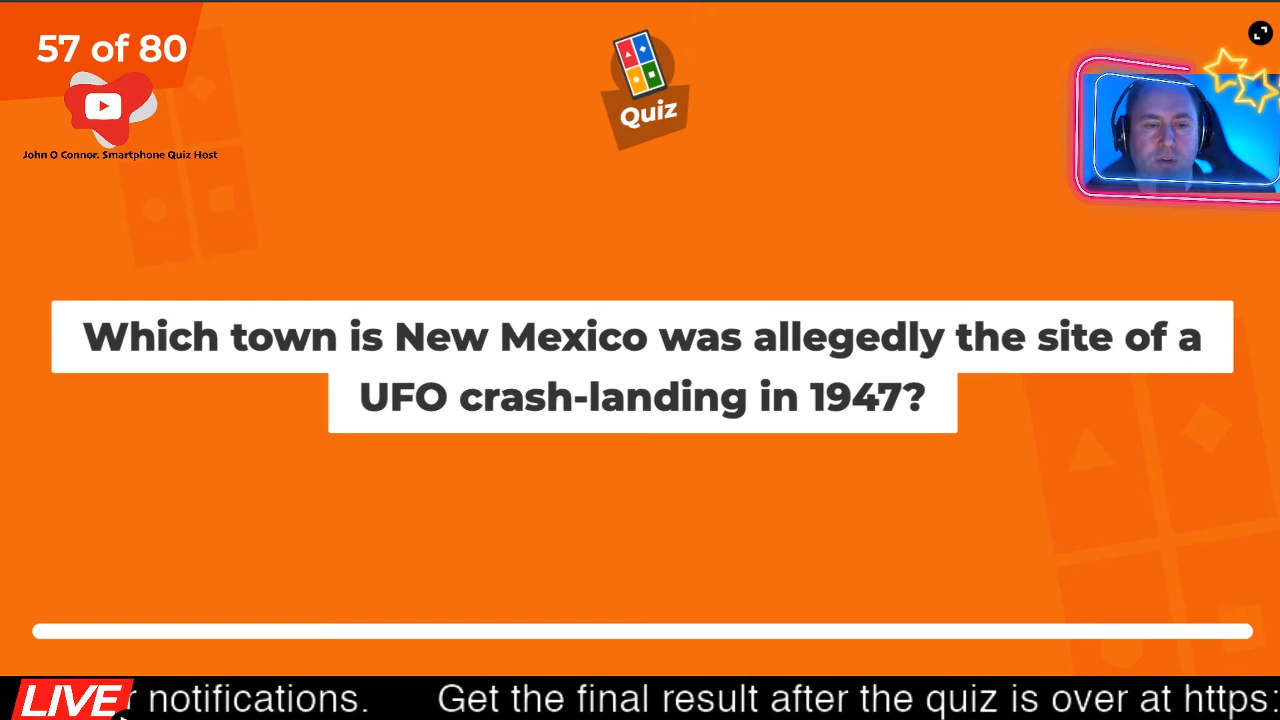 57 of 80
John O Connor. Smartphone Quiz Host
Quiz
Which town is New Mexico was allegedly the site of a
UFO crash-landing in 1947?
LIVE
r notifications. Get the final result after the quiz is over at https: